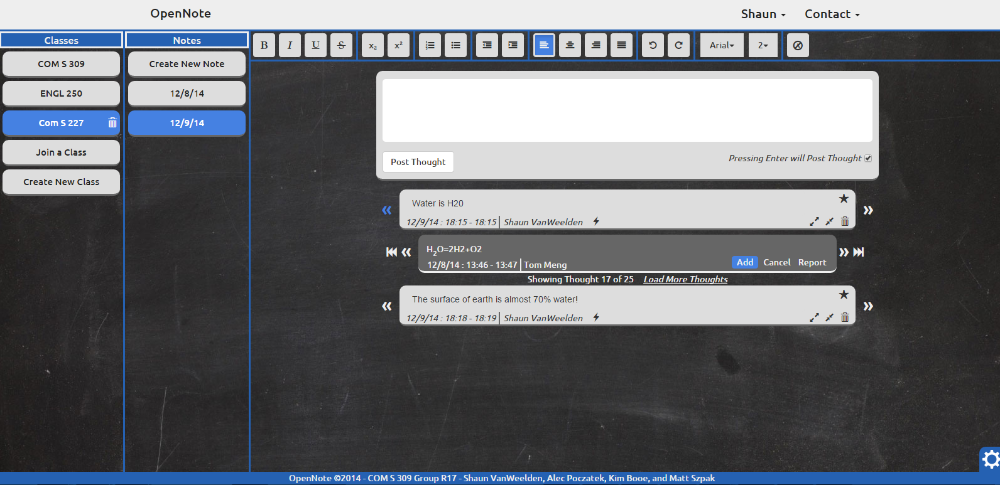 OpenNote
Shaun
Contact
Classes
COM S 309
ENGL 250
Com S 227
Join a Class
Create New Class
Notes
Create New Note
12/8/14
12/9/14
B I U S x₂ x² Arial 2
Post Thought
Pressing Enter will Post Thought
Water is H20
12/9/14 : 18:15 - 18:15 Shaun VanWeelden
H₂O=2H2+O2
12/8/14 : 13:46 - 13:47 Tom Meng
Add Cancel Report
Showing Thought 17 of 25 Load More Thoughts
The surface of earth is almost 70% water!
12/9/14 : 18:18 - 18:19 Shaun VanWeelden
OpenNote ©2014 - COM S 309 Group R17 - Shaun VanWeelden, Alec Poczatek, Kim Booe, and Matt Szpak